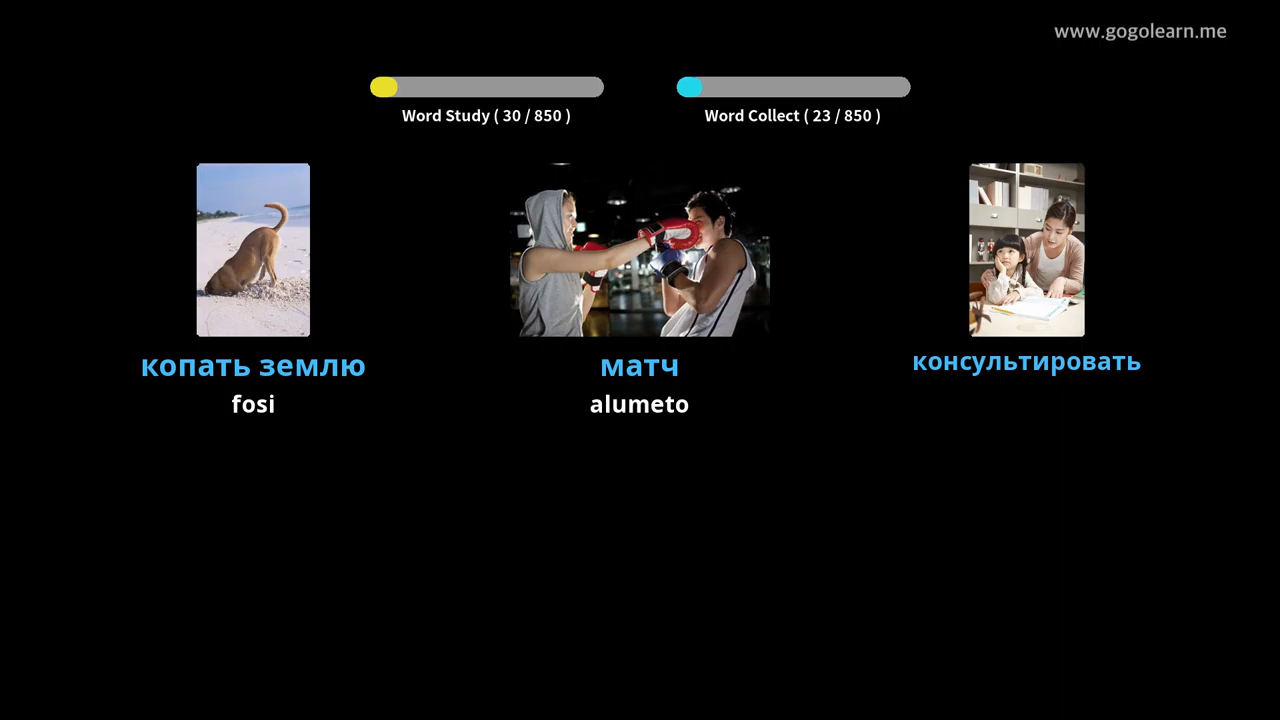 www.gogolearn.me
Word Study ( 30 / 850 )
Word Collect ( 23 / 850 )
копать землю
fosi
матч
alumeto
консультировать